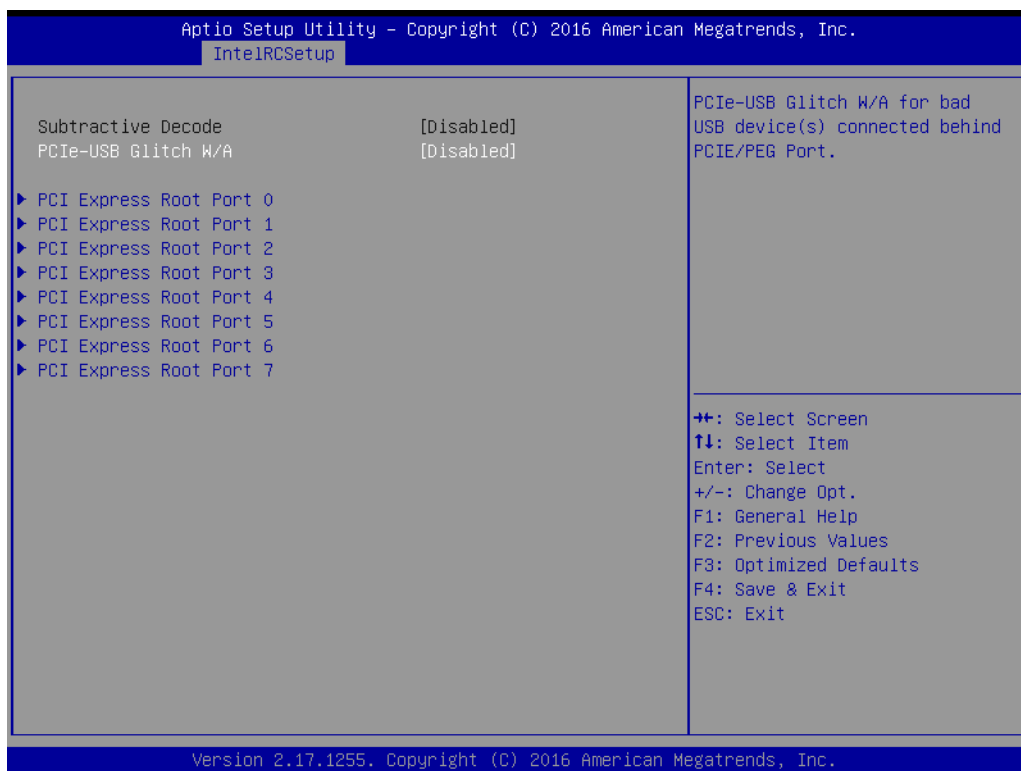 Aptio Setup Utility – Copyright (C) 2016 American Megatrends, Inc.
IntelRCSetup
Subtractive Decode [Disabled]
PCIe-USB Glitch W/A [Disabled]
▶ PCI Express Root Port 0
▶ PCI Express Root Port 1
▶ PCI Express Root Port 2
▶ PCI Express Root Port 3
▶ PCI Express Root Port 4
▶ PCI Express Root Port 5
▶ PCI Express Root Port 6
▶ PCI Express Root Port 7
PCIe-USB Glitch W/A for bad
USB device(s) connected behind
PCIE/PEG Port.
→←: Select Screen
↑↓: Select Item
Enter: Select
+/-: Change Opt.
F1: General Help
F2: Previous Values
F3: Optimized Defaults
F4: Save & Exit
ESC: Exit
Version 2.17.1255. Copyright (C) 2016 American Megatrends, Inc.